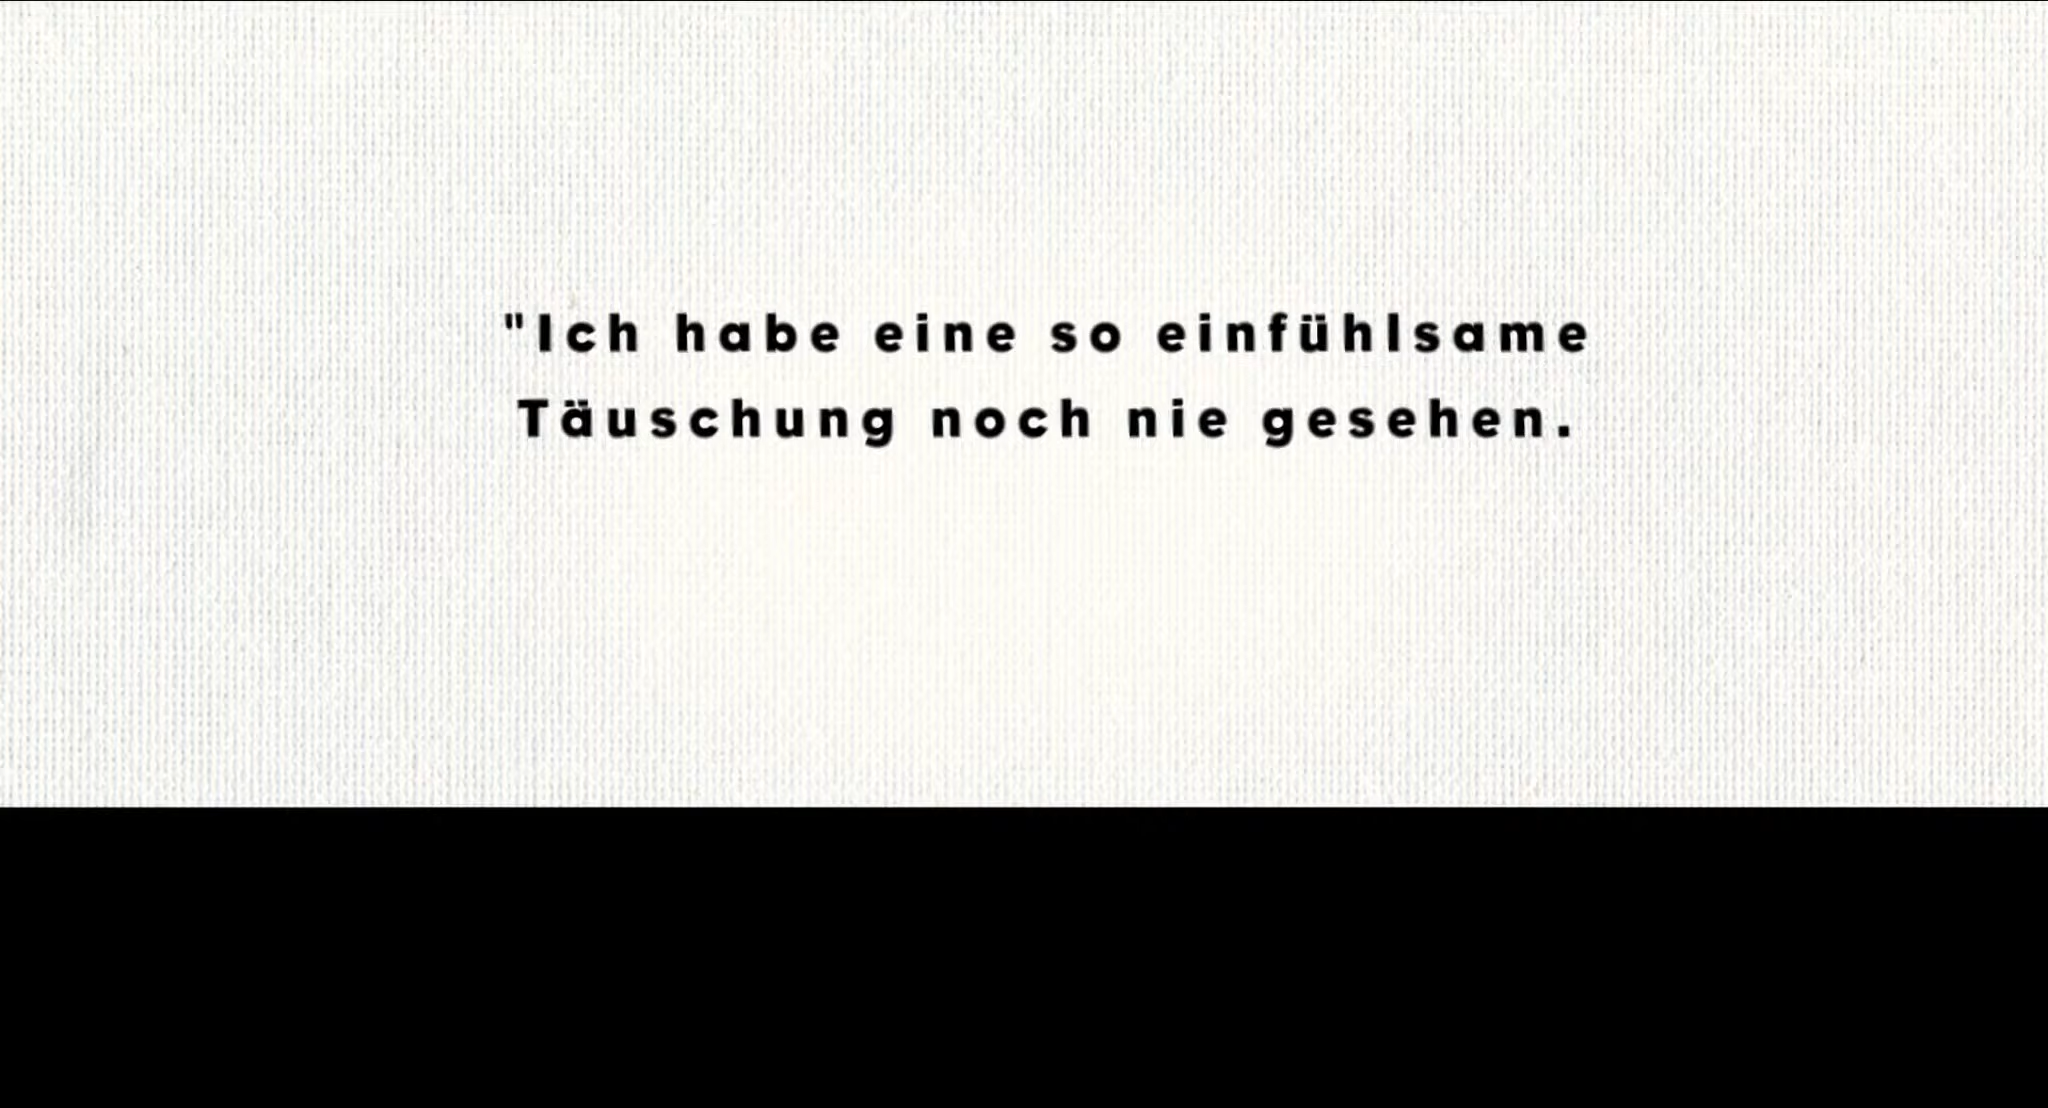 "Ich habe eine so einfühlsame
Täuschung noch nie gesehen.